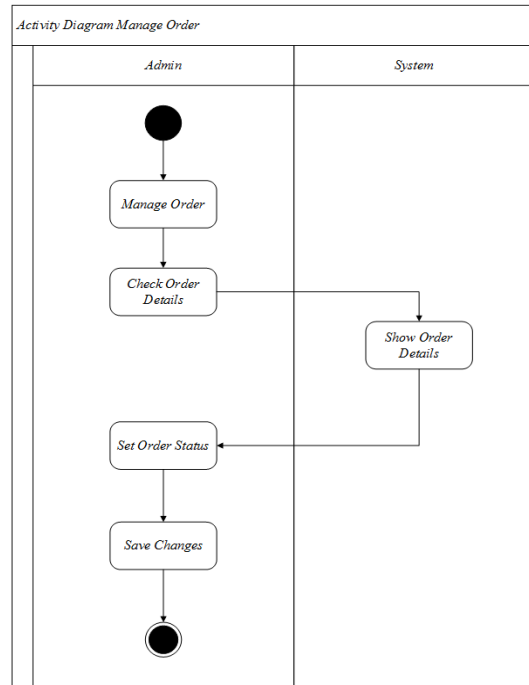 Activity Diagram Manage Order
Admin
System
Manage Order
Check Order
Details
Show Order
Details
Set Order Status
Save Changes